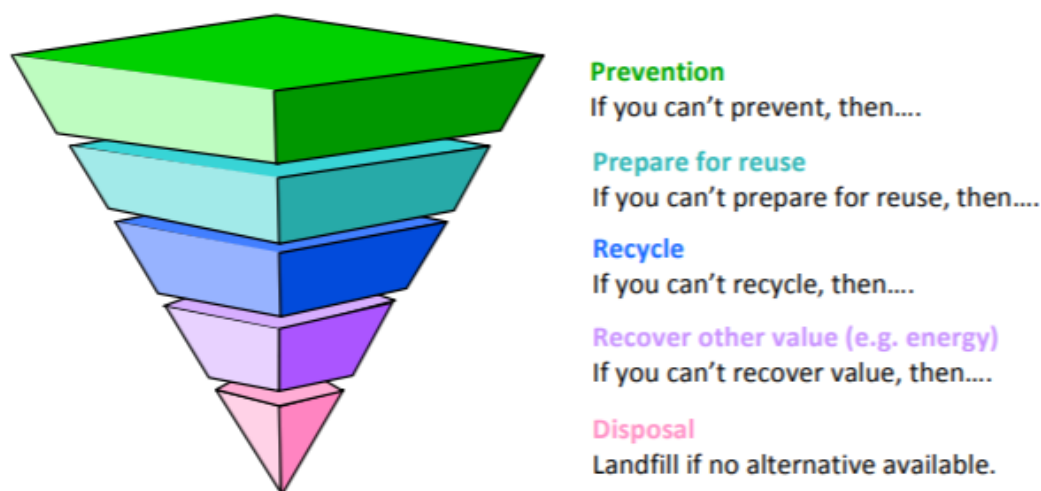 Prevention
If you can’t prevent, then….
Prepare for reuse
If you can’t prepare for reuse, then….
Recycle
If you can’t recycle, then….
Recover other value (e.g. energy)
If you can’t recover value, then….
Disposal
Landfill if no alternative available.